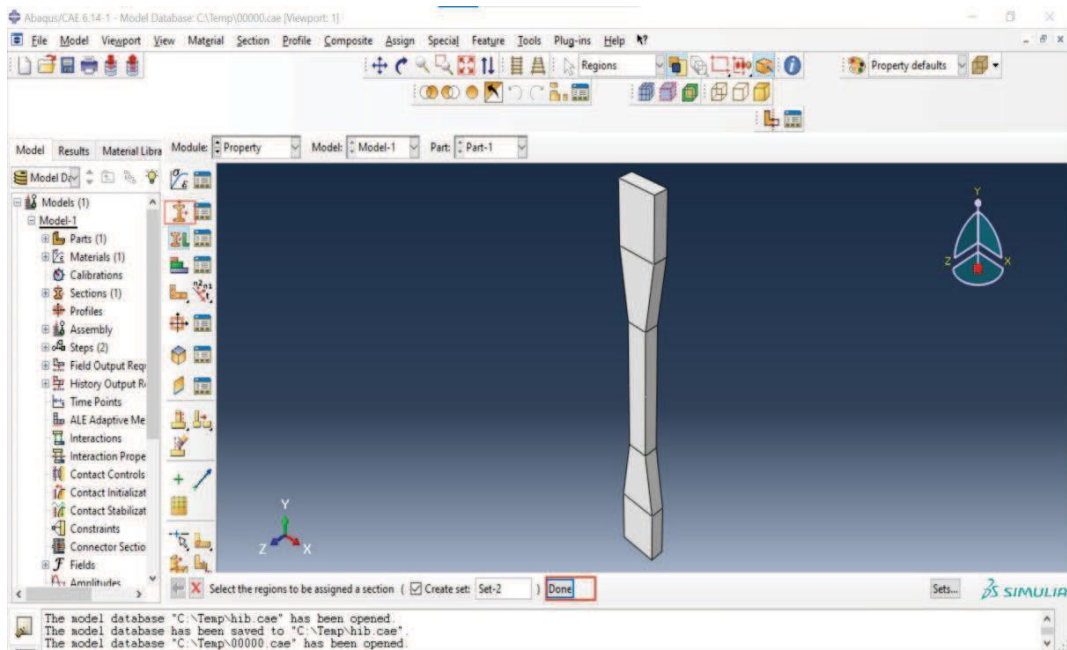 Abaqus/CAE 6.14-1 - Model Database: C:\Temp\00000.cae [Viewport: 1]
File Model Viewport View Material Section Profile Composite Assign Special Feature Tools Plug-ins Help
Regions
Property defaults
Model Results Material Libra Module: Property Model: Model-1 Part: Part-1
Models (1)
Model-1
Parts (1)
Materials (1)
Calibrations
Sections (1)
Profiles
Assembly
Steps (2)
Field Output Requ
History Output R
Time Points
ALE Adaptive Me
Interactions
Interaction Prope
Contact Controls
Contact Initializat
Contact Stabilizat
Constraints
Connector Sectio
Fields
Amplitudes
Y
Z
X
Y
Z
X
Select the regions to be assigned a section ( Create set: Set-2 ) Done
Sets...
SIMULIA
The model database "C:\Temp\hib.cae" has been opened.
The model database has been saved to "C:\Temp\hib.cae".
The model database "C:\Temp\00000.cae" has been opened.